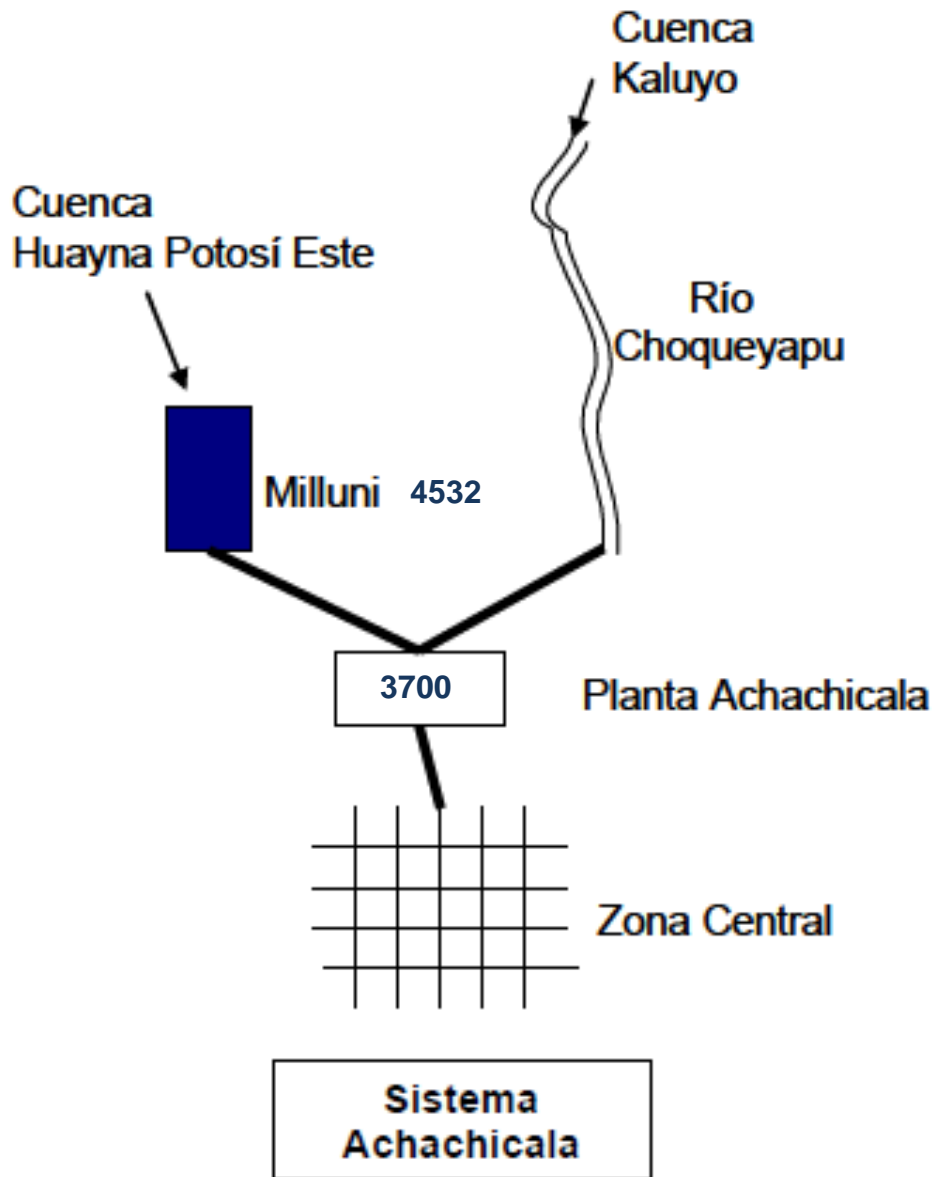 Cuenca
Kaluyo
Cuenca
Huayna Potosí Este
Río
Choqueyapu
Milluni 4532
3700
Planta Achachicala
Zona Central
Sistema
Achachicala